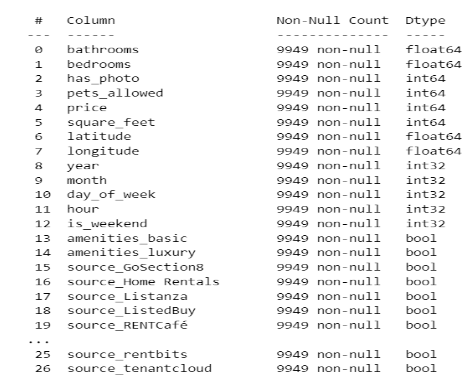 #   Column   Non-Null Count   Dtype
---   ------   --------------   -----
0   bathrooms   9949 non-null   float64
1   bedrooms   9949 non-null   float64
2   has_photo   9949 non-null   int64
3   pets_allowed   9949 non-null   int64
4   price   9949 non-null   int64
5   square_feet   9949 non-null   int64
6   latitude   9949 non-null   float64
7   longitude   9949 non-null   float64
8   year   9949 non-null   int32
9   month   9949 non-null   int32
10   day_of_week   9949 non-null   int32
11   hour   9949 non-null   int32
12   is_weekend   9949 non-null   int32
13   amenities_basic   9949 non-null   bool
14   amenities_luxury   9949 non-null   bool
15   source_GoSection8   9949 non-null   bool
16   source_Home Rentals   9949 non-null   bool
17   source_Listanza   9949 non-null   bool
18   source_ListedBuy   9949 non-null   bool
19   source_RENTCafé   9949 non-null   bool
...
25   source_rentbits   9949 non-null   bool
26   source_tenantcloud   9949 non-null   bool